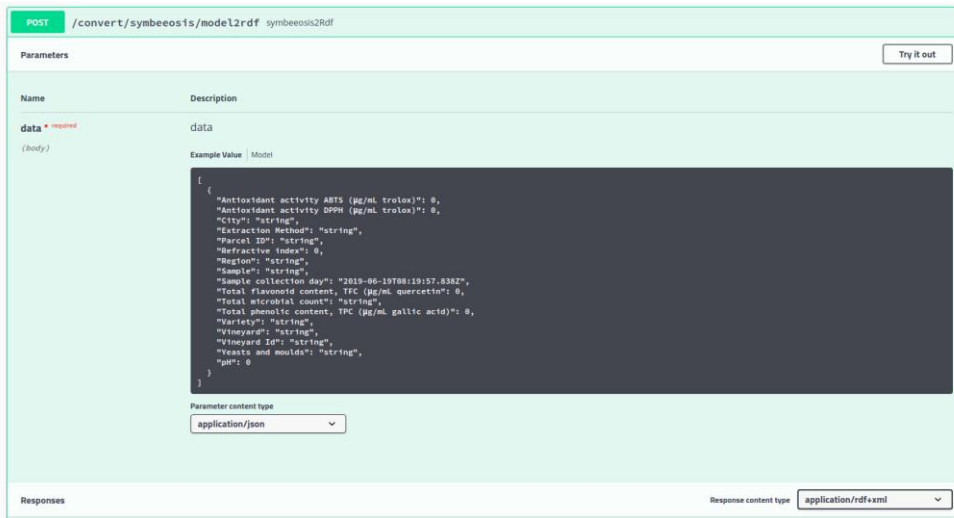 POST /convert/symbeeosis/model2rdf symbeeosis2Rdf
Parameters Try it out
Name Description
data * required data
(body)
Example Value Model
[
{
"Antioxidant activity ABTS (μg/mL trolox)": 0,
"Antioxidant activity DPPH (μg/mL trolox)": 0,
"City": "string",
"Extraction Method": "string",
"Parcel ID": "string",
"Refractive index": 0,
"Region": "string",
"Sample": "string",
"Sample collection day": "2019-06-19T08:19:57.838Z",
"Total flavonoid content, TFC (μg/mL quercetin": 0,
"Total microbial count": "string",
"Total phenolic content, TPC (μg/mL gallic acid)": 0,
"Variety": "string",
"Vineyard": "string",
"Vineyard Id": "string",
"Yeasts and moulds": "string",
"pH": 0
}
]
Parameter content type
application/json
Responses Response content type application/rdf+xml